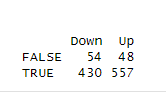 Down Up
FALSE 54 48
TRUE 430 557